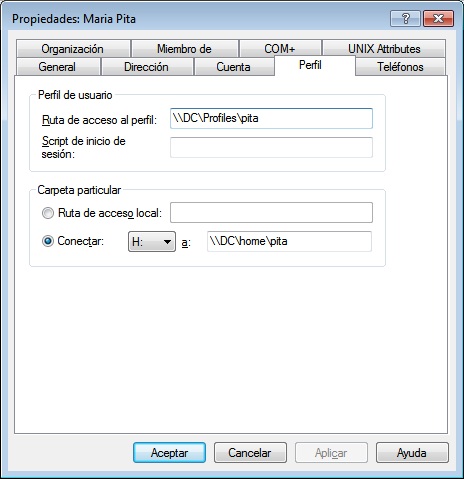 Propiedades: Maria Pita
Organización Miembro de COM+ UNIX Attributes
General Dirección Cuenta Perfil Teléfonos
Perfil de usuario
Ruta de acceso al perfil: \\DC\Profiles\pita
Script de inicio de
sesión:
Carpeta particular
Ruta de acceso local:
Conectar: H: a: \\DC\home\pita
Aceptar Cancelar Aplicar Ayuda